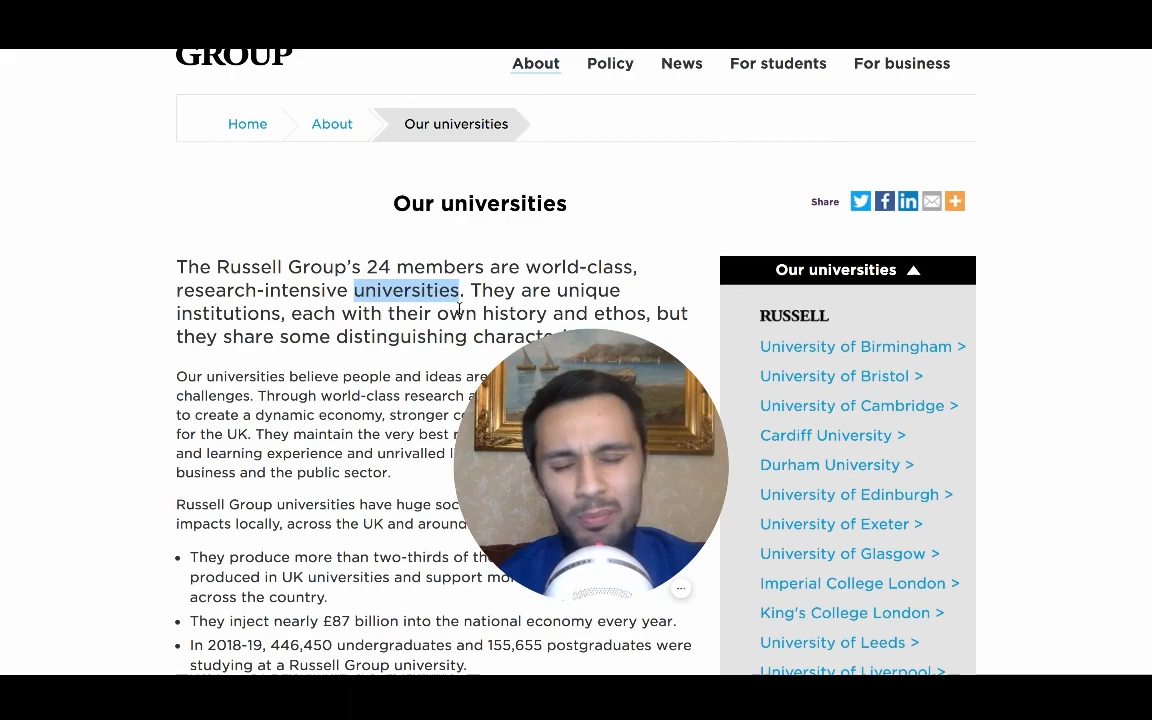 GROUP
About Policy News For students For business
Home About Our universities
Our universities
Share
The Russell Group's 24 members are world-class,
research-intensive universities. They are unique
institutions, each with their own history and ethos, but
they share some distinguishing
Our universities believe people and ideas are
challenges. Through world-class research
to create a dynamic economy, stronger
for the UK. They maintain the very best
and learning experience and unrivalled
business and the public sector.
Russell Group universities have huge
impacts locally, across the UK and around
• They produce more than two-thirds of
produced in UK universities and support
across the country.
• They inject nearly £87 billion into the national economy every year.
• In 2018-19, 446,450 undergraduates and 155,655 postgraduates were
studying at a Russell Group university.
Our universities
RUSSELL
University of Birmingham >
University of Bristol >
University of Cambridge >
Cardiff University >
Durham University >
University of Edinburgh >
University of Exeter >
University of Glasgow >
Imperial College London >
King's College London >
University of Leeds >
University of Liverpool >